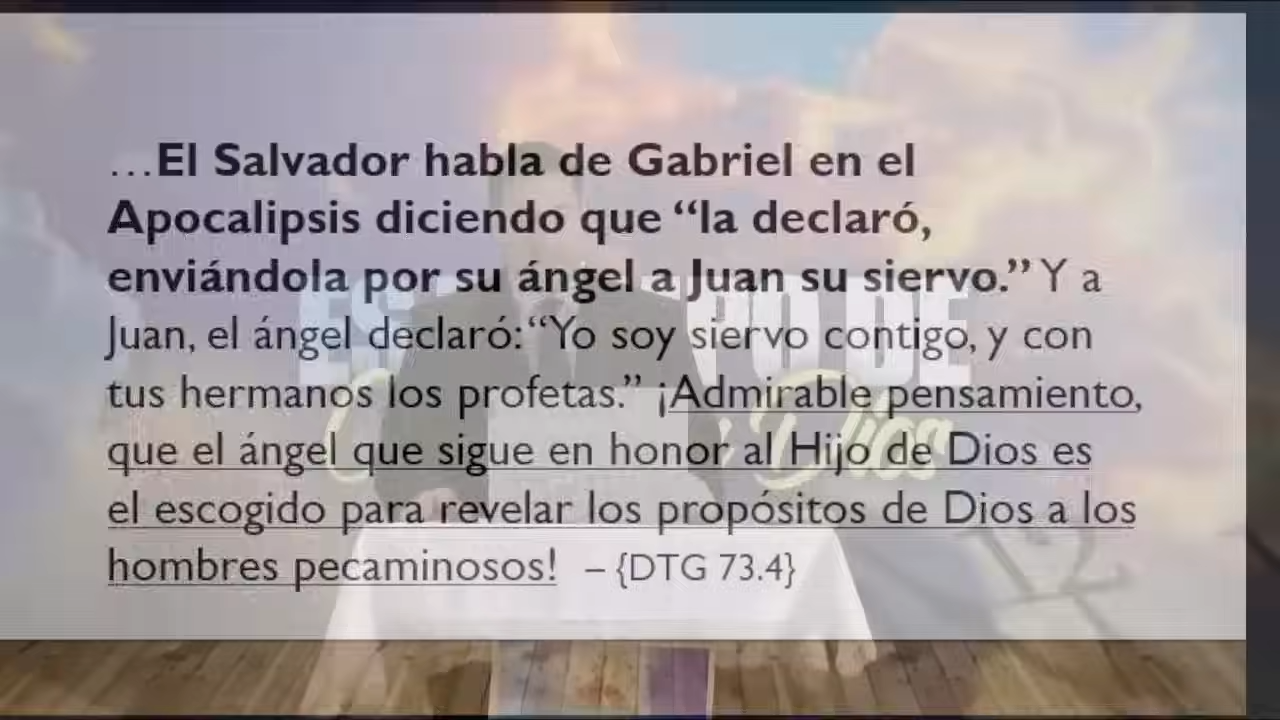 …El Salvador habla de Gabriel en el
Apocalipsis diciendo que “la declaró,
enviándola por su ángel a Juan su siervo.” Y a
Juan, el ángel declaró: “Yo soy siervo contigo, y con
tus hermanos los profetas.” ¡Admirable pensamiento,
que el ángel que sigue en honor al Hijo de Dios es
el escogido para revelar los propósitos de Dios a los
hombres pecaminosos! – {DTG 73.4}
DE
Dios